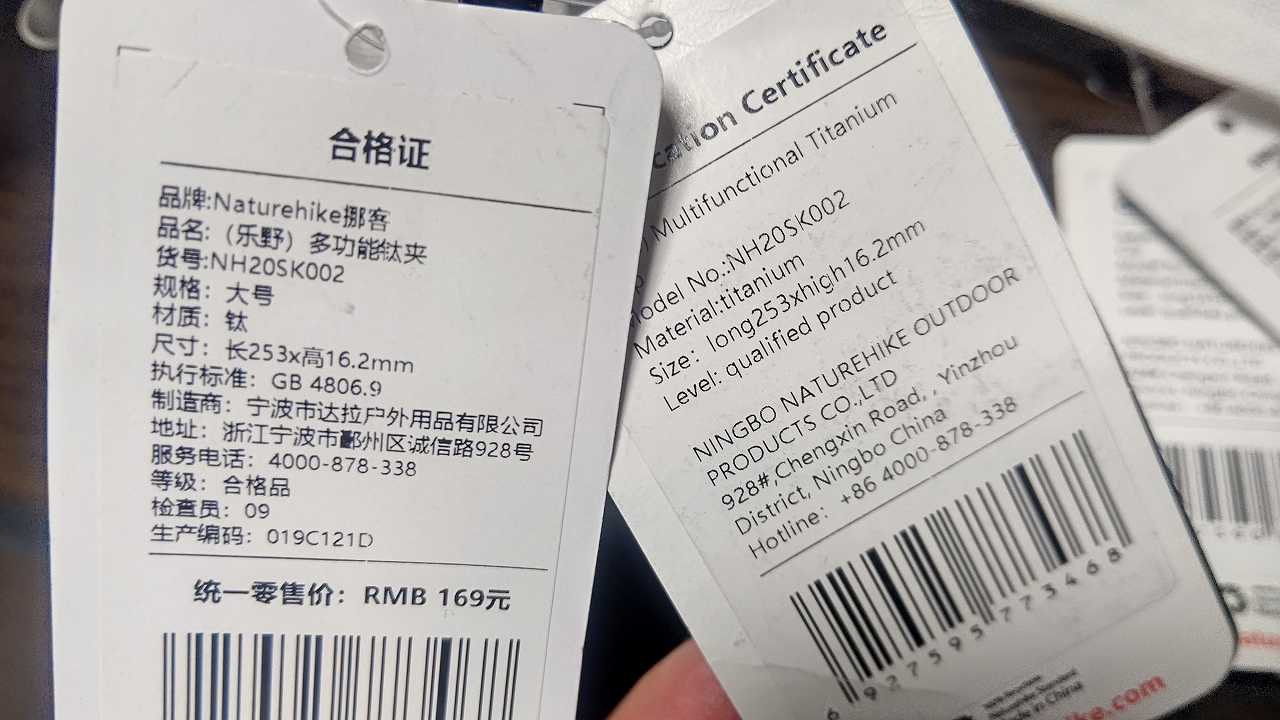 合格证
品牌:Naturehike挪客
品名:（乐野）多功能钛夹
货号:NH20SK002
规格：大号
材质：钛
尺寸：长253x高16.2mm
执行标准：GB 4806.9
制造商：宁波市达拉户外用品有限公司
地址：浙江宁波市鄱州区诚信路928号
服务电话：4000-878-338
等级：合格品
检查员：09
生产编码：019C121D
统一零售价：RMB 169元
cation Certificate
Multifunctional Titanium
Model No.:NH20SK002
Material:titanium
Size：long253xhigh16.2mm
Level: qualified product
NINGBO NATUREHIKE OUTDOOR
PRODUCTS CO.,LTD
928#,Chengxin Road, , Yinzhou
District, Ningbo China
Hotline：+86 4000-878-338
6 927595 773468
in China
ke.com